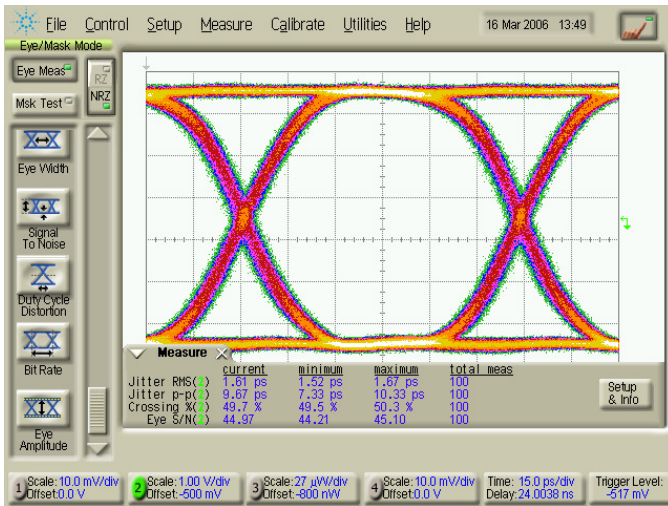 File Control Setup Measure Calibrate Utilities Help 16 Mar 2006 13:49
Eye/Mask Mode
Eye Meas
RZ
NRZ
Msk Test
Eye Width
Signal
To Noise
Duty Cycle
Distortion
Bit Rate
Eye
Amplitude
Measure
current minimum maximum total meas
Jitter RMS(2) 1.61 ps 1.52 ps 1.67 ps 100
Jitter p-p(2) 9.67 ps 7.33 ps 10.33 ps 100
Crossing %(2) 49.7 % 49.5 % 50.3 % 100
Eye S/N(2) 44.97 44.21 45.10 100
Setup
& Info
1 Scale:10.0 mV/div
Offset:0.0 V
2 Scale:1.00 V/div
Offset:-500 mV
3 Scale:27 µW/div
Offset:-800 nW
4 Scale:10.0 mV/div
Offset:0.0 V
Time: 15.0 ps/div
Delay:24.0038 ns
Trigger Level:
-517 mV